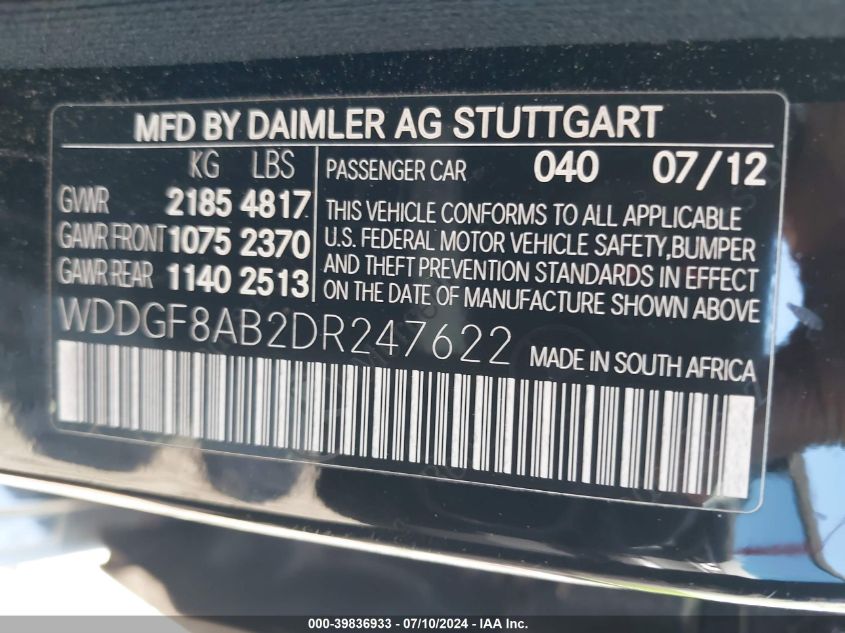 MFD BY DAIMLER AG STUTTGART
KG LBS
GVWR 2185 4817
GAWR FRONT 1075 2370
GAWR REAR 1140 2513
PASSENGER CAR 040 07/12
THIS VEHICLE CONFORMS TO ALL APPLICABLE
U.S. FEDERAL MOTOR VEHICLE SAFETY,BUMPER
AND THEFT PREVENTION STANDARDS IN EFFECT
ON THE DATE OF MANUFACTURE SHOWN ABOVE
WDDGF8AB2DR247622
MADE IN SOUTH AFRICA
000-39836933 - 07/10/2024 - IAA Inc.